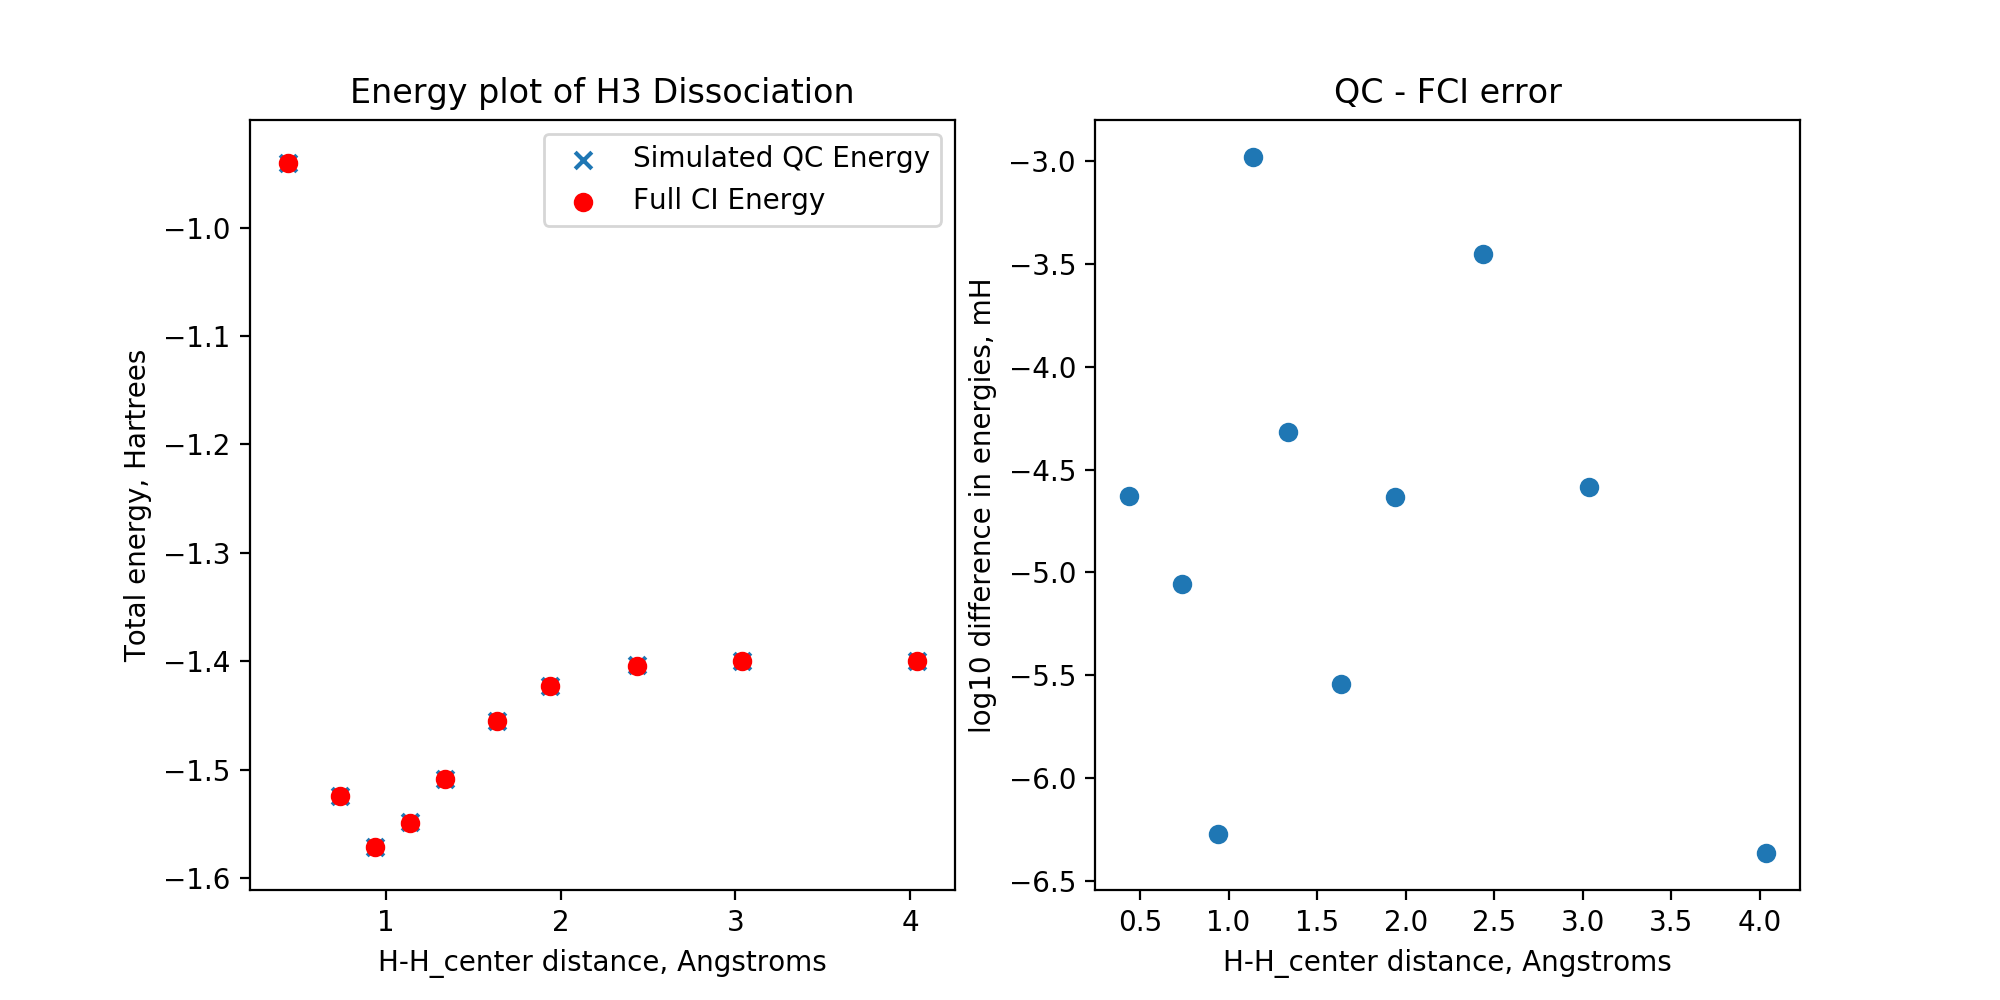 Energy plot of H3 Dissociation
Simulated QC Energy
Full CI Energy
−1.0
−1.1
−1.2
−1.3
−1.4
−1.5
−1.6
Total energy, Hartrees
1 2 3 4
H-H_center distance, Angstroms
QC - FCI error
−3.0
−3.5
−4.0
−4.5
−5.0
−5.5
−6.0
−6.5
log10 difference in energies, mH
0.5 1.0 1.5 2.0 2.5 3.0 3.5 4.0
H-H_center distance, Angstroms